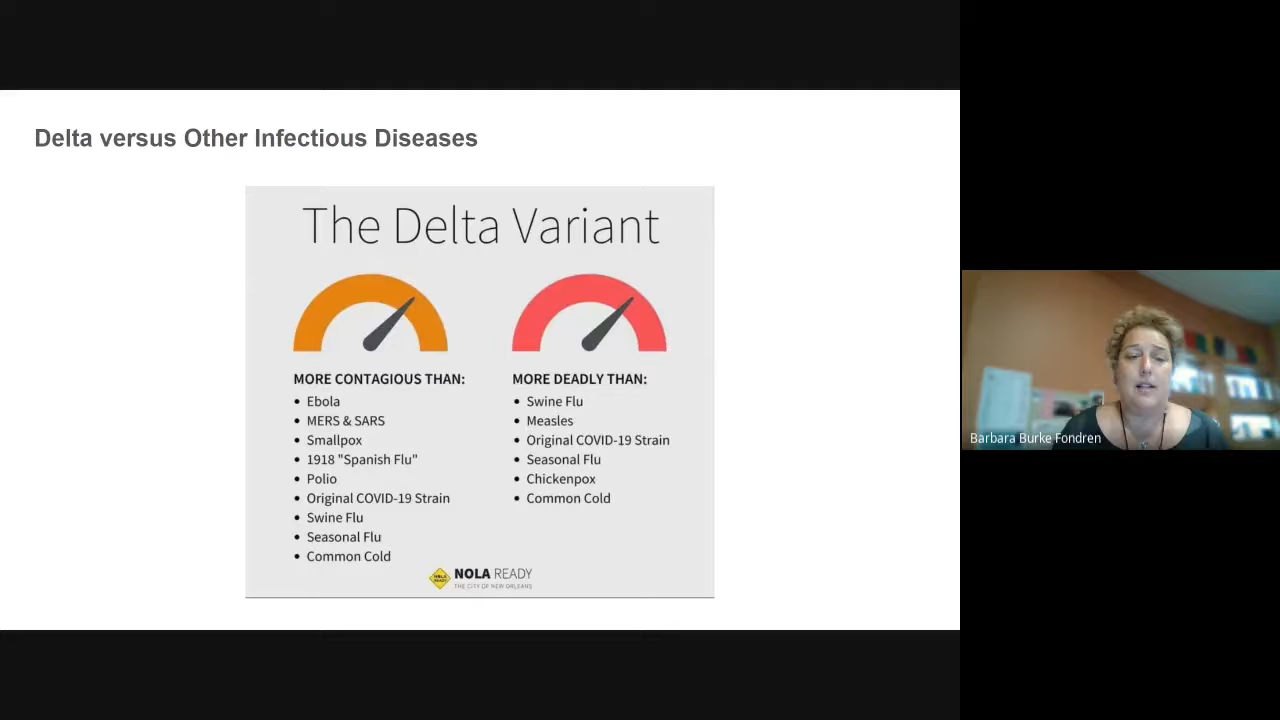 Delta versus Other Infectious Diseases
The Delta Variant
MORE CONTAGIOUS THAN:
• Ebola
• MERS & SARS
• Smallpox
• 1918 "Spanish Flu"
• Polio
• Original COVID-19 Strain
• Swine Flu
• Seasonal Flu
• Common Cold
MORE DEADLY THAN:
• Swine Flu
• Measles
• Original COVID-19 Strain
• Seasonal Flu
• Chickenpox
• Common Cold
NOLA READY
NOLA READY
THE CITY OF NEW ORLEANS
Barbara Burke Fondren